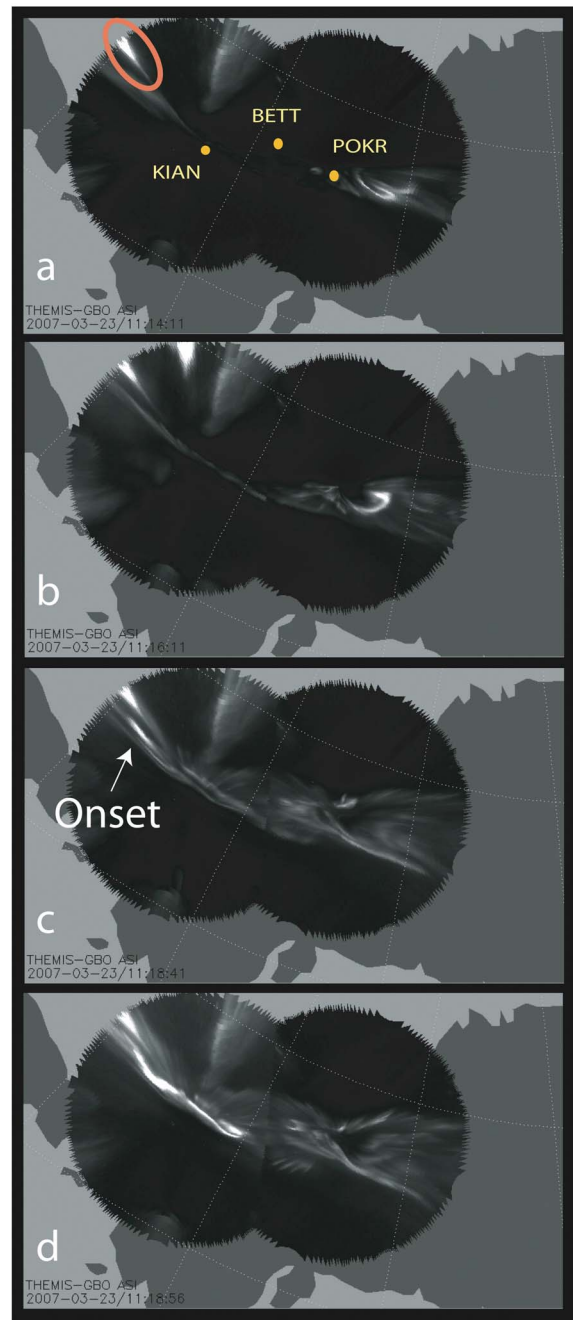 BETT
KIAN
POKR
a
THEMIS-GBO ASI
2007-03-23/11:14:11
b
THEMIS-GBO ASI
2007-03-23/11:16:11
Onset
c
THEMIS-GBO ASI
2007-03-23/11:18:41
d
THEMIS-GBO ASI
2007-03-23/11:18:56